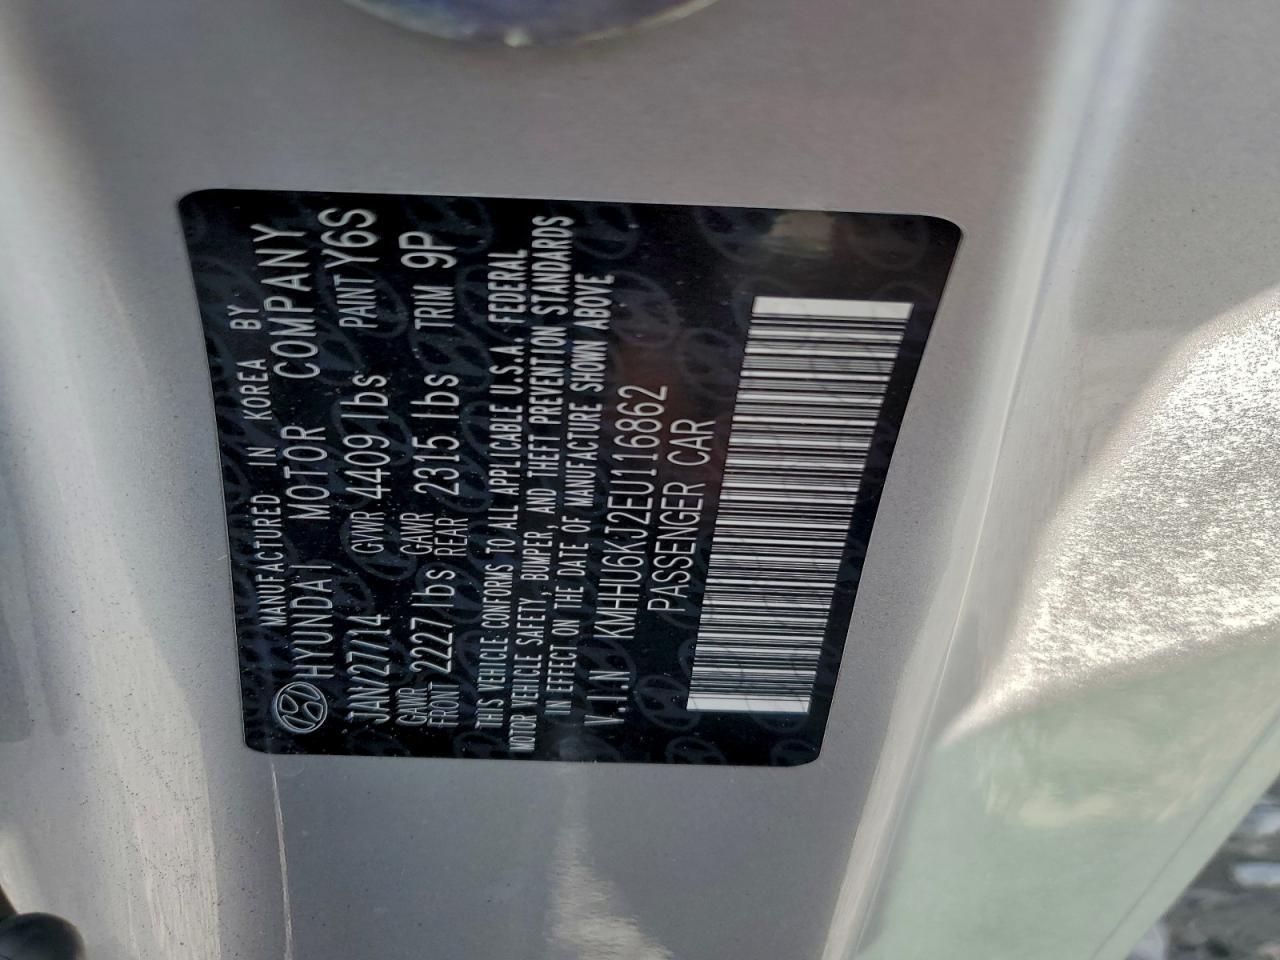 MANUFACTURED IN KOREA BY
HYUNDAI MOTOR COMPANY
JAN/27/14 GVWR 4409 lbs PAINT Y6S
GAWR FRONT 2227 lbs GAWR REAR 2315 lbs TRIM 9P
THIS VEHICLE CONFORMS TO ALL APPLICABLE U.S.A. FEDERAL
MOTOR VEHICLE SAFETY, BUMPER, AND THEFT PREVENTION STANDARDS
IN EFFECT ON THE DATE OF MANUFACTURE SHOWN ABOVE
V.I.N KMHHU6KJ2EU116862
PASSENGER CAR